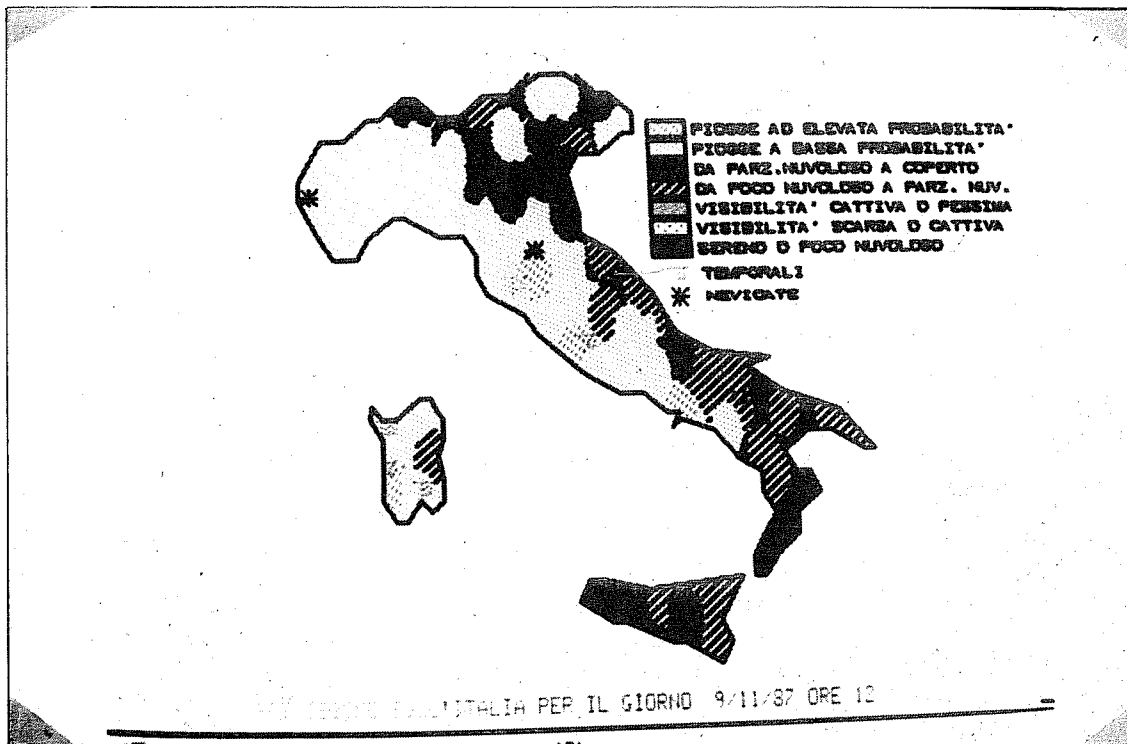 PIOGGE AD ELEVATA PROBABILITA'
PIOGGE A BASSA PROBABILITA'
DA PARZ.NUVOLOSO A COPERTO
DA POCO NUVOLOSO A PARZ. NUV.
VISIBILITA' CATTIVA O PESSIMA
VISIBILITA' SCARSA O CATTIVA
SERENO O POCO NUVOLOSO
TEMPORALI
NEVICATE
SULL'ITALIA PER IL GIORNO 9/11/87 ORE 12